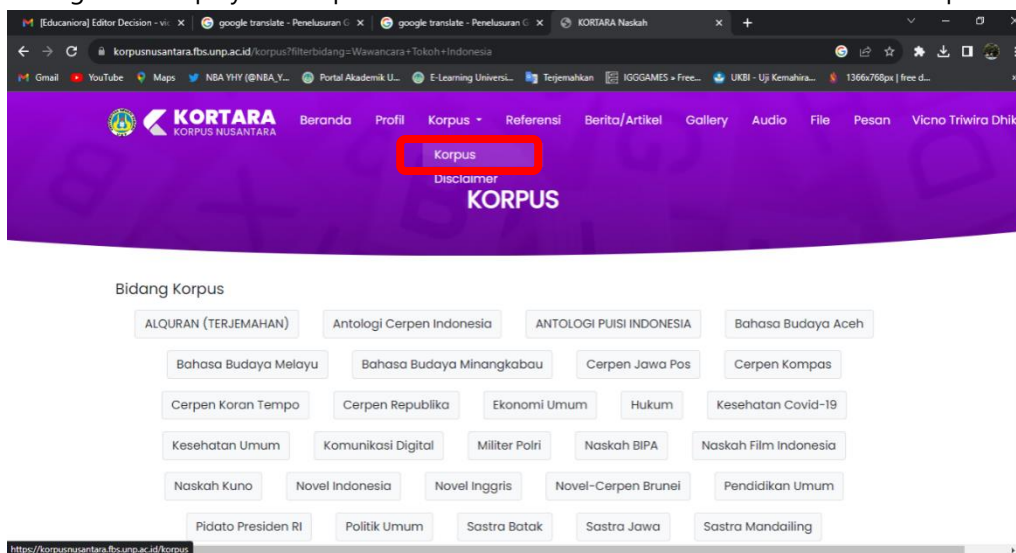 [Educaniora] Editor Decision - vic
google translate - Penelusuran G
google translate - Penelusuran G
KORTARA Naskah
korpusnusantara.fbs.unp.ac.id/korpus?filterbidang=Wawancara+Tokoh+Indonesia
Gmail YouTube Maps NBA YHY (@NBA_Y... Portal Akademik U... E-Learning Universi... Terjemahkan IGGGAMES » Free... UKBI - Uji Kemahira... 1366x768px | free d...
KORTARA
KORPUS NUSANTARA
Beranda Profil Korpus Referensi Berita/Artikel Gallery Audio File Pesan Vicno Triwira Dhik
Korpus
Disclaimer
KORPUS
Bidang Korpus
ALQURAN (TERJEMAHAN) Antologi Cerpen Indonesia ANTOLOGI PUISI INDONESIA Bahasa Budaya Aceh
Bahasa Budaya Melayu Bahasa Budaya Minangkabau Cerpen Jawa Pos Cerpen Kompas
Cerpen Koran Tempo Cerpen Republika Ekonomi Umum Hukum Kesehatan Covid-19
Kesehatan Umum Komunikasi Digital Militer Polri Naskah BIPA Naskah Film Indonesia
Naskah Kuno Novel Indonesia Novel Inggris Novel-Cerpen Brunei Pendidikan Umum
Pidato Presiden RI Politik Umum Sastra Batak Sastra Jawa Sastra Mandailing
https://korpusnusantara.fbs.unp.ac.id/korpus